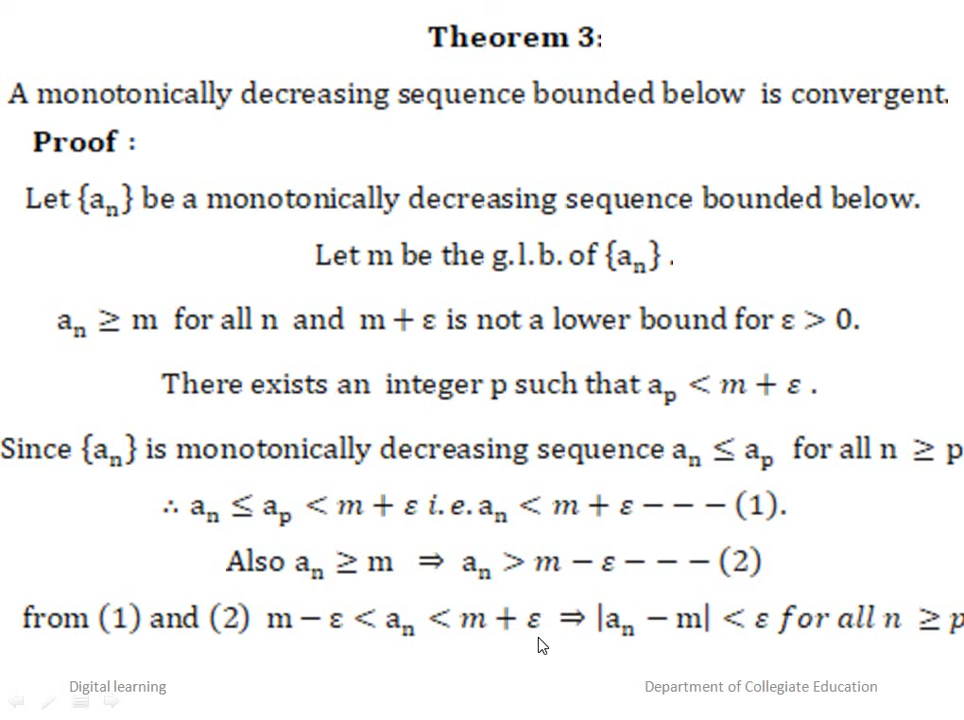 Theorem 3:
A monotonically decreasing sequence bounded below is convergent.
Proof :
Let {aₙ} be a monotonically decreasing sequence bounded below.
Let m be the g.l.b. of {aₙ} .
aₙ ≥ m for all n and m + ε is not a lower bound for ε > 0.
There exists an integer p such that aₚ < m + ε .
Since {aₙ} is monotonically decreasing sequence aₙ ≤ aₚ for all n ≥ p
∴ aₙ ≤ aₚ < m + ε i. e. aₙ < m + ε − − − (1).
Also aₙ ≥ m ⇒ aₙ > m − ε − − − (2)
from (1) and (2) m − ε < aₙ < m + ε ⇒ |aₙ − m| < ε for all n ≥ p
Digital learning
Department of Collegiate Education